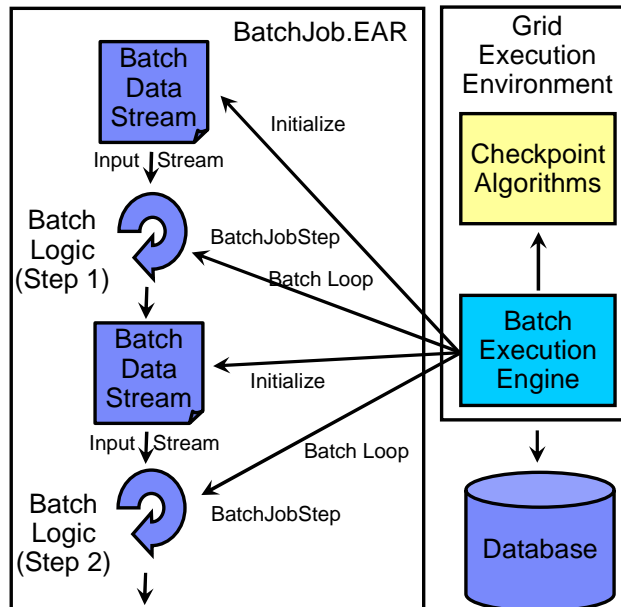 BatchJob.EAR
Batch
Data
Stream
Initialize
Input Stream
Batch
Logic
(Step 1)
BatchJobStep
Batch Loop
Batch
Data
Stream
Initialize
Input Stream
Batch Loop
Batch
Logic
(Step 2)
BatchJobStep
Grid
Execution
Environment
Checkpoint
Algorithms
Batch
Execution
Engine
Database